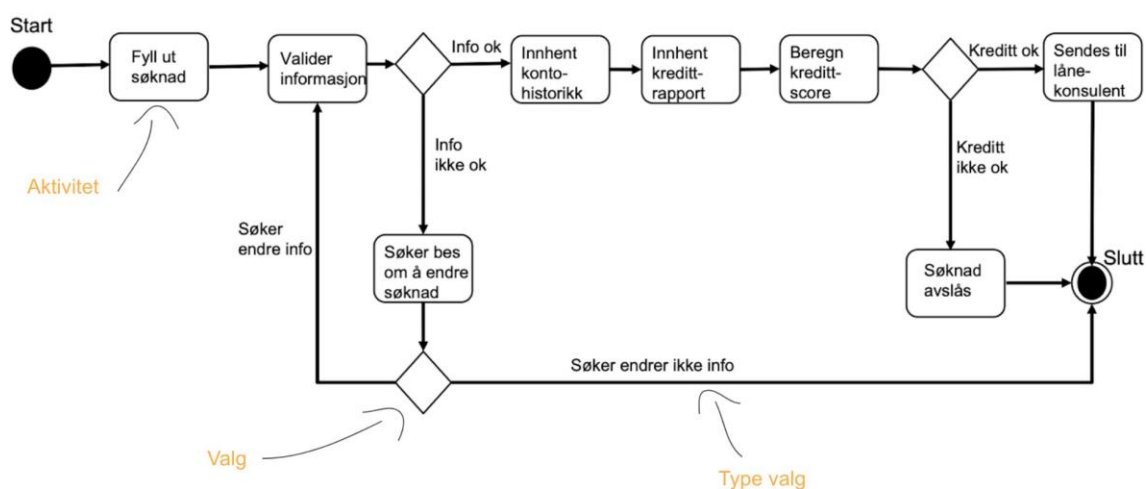 Start
Fyll ut
søknad
Valider
informasjon
Info ok
Innhent
konto-
historikk
Innhent
kreditt-
rapport
Beregn
kreditt-
score
Kreditt ok
Sendes til
låne-
konsulent
Info
ikke ok
Kreditt
ikke ok
Aktivitet
Søker
endre info
Søker bes
om å endre
søknad
Søknad
avslås
Slutt
Søker endrer ikke info
Valg
Type valg